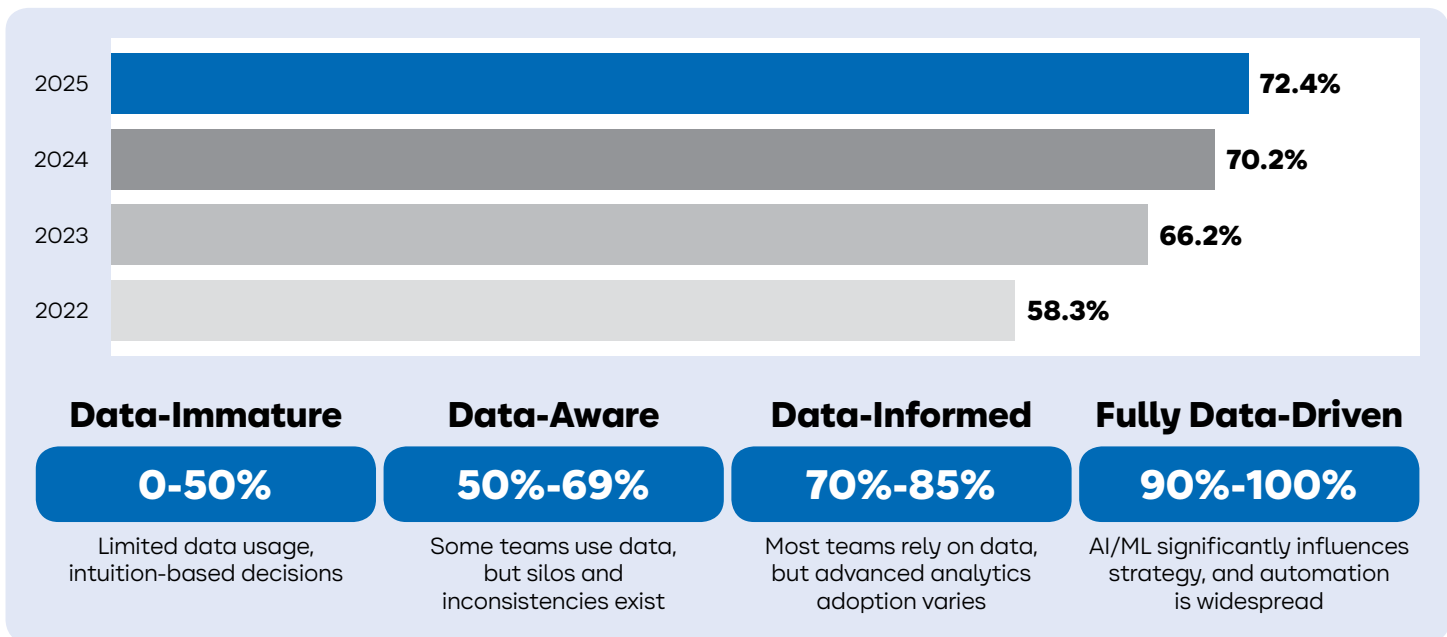 2025 72.4%
2024 70.2%
2023 66.2%
2022 58.3%
Data-Immature
0-50%
Limited data usage,
intuition-based decisions
Data-Aware
50%-69%
Some teams use data,
but silos and
inconsistencies exist
Data-Informed
70%-85%
Most teams rely on data,
but advanced analytics
adoption varies
Fully Data-Driven
90%-100%
AI/ML significantly influences
strategy, and automation
is widespread